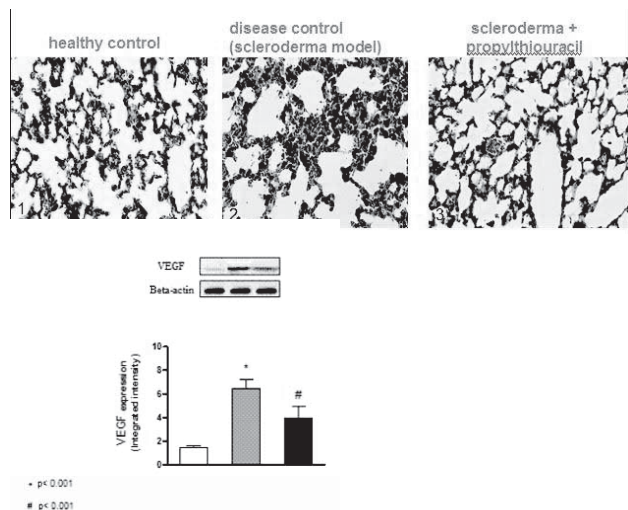 healthy control
disease control
(scleroderma model)
scleroderma +
propylthiouracil
1
2
3
VEGF
Beta-actin
VEGF expression
(Integrated intensity)
10
8
6
4
2
0
*
#
* p< 0.001
# p< 0.001